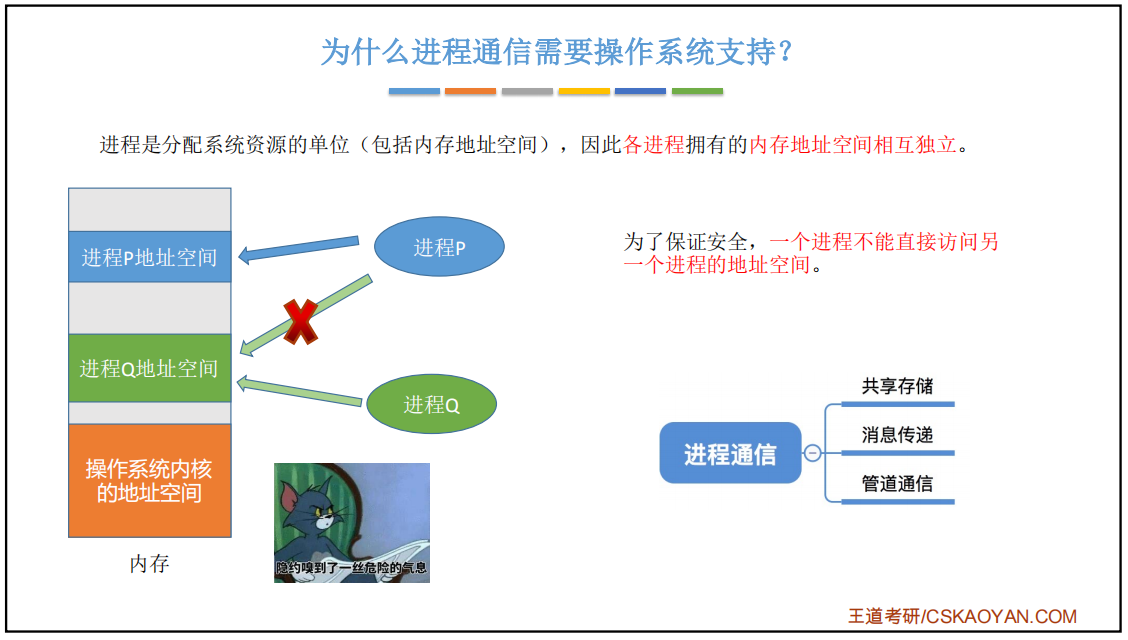 为什么进程通信需要操作系统支持？
进程是分配系统资源的单位（包括内存地址空间），因此各进程拥有的内存地址空间相互独立。
进程P地址空间
进程Q地址空间
操作系统内核
的地址空间
内存
进程P
进程Q
隐约嗅到了一丝危险的气息
为了保证安全，一个进程不能直接访问另
一个进程的地址空间。
进程通信
共享存储
消息传递
管道通信
王道考研/CSKAOYAN.COM